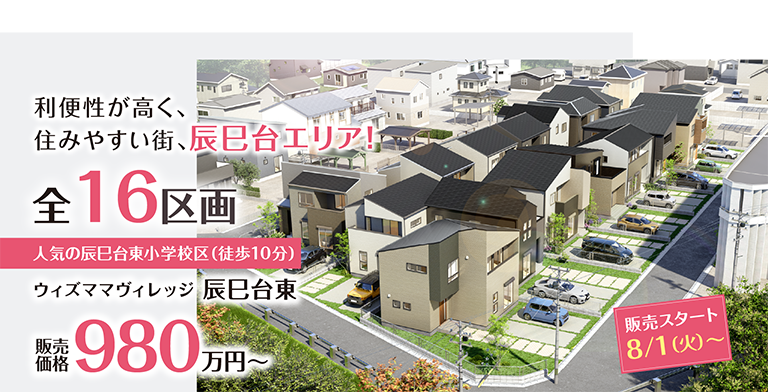 利便性が高く、
住みやすい街、辰巳台エリア!
全16区画
人気の辰巳台東小学校区(徒歩10分)
ウィズママヴィレッジ 辰巳台東
販売価格980万円~
販売スタート
8/1(火)~